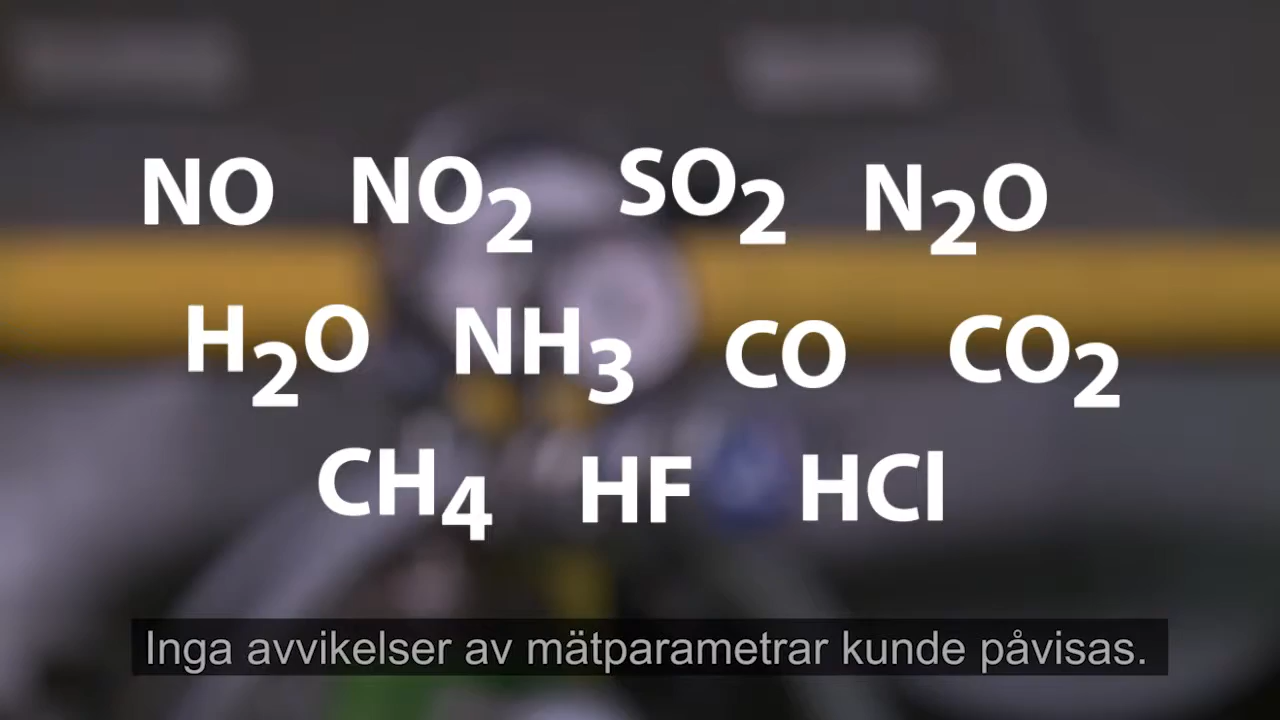 NO NO₂ SO₂ N₂O
H₂O NH₃ CO CO₂
CH₄ HF HCl
Inga avvikelser av mätparametrar kunde påvisas.